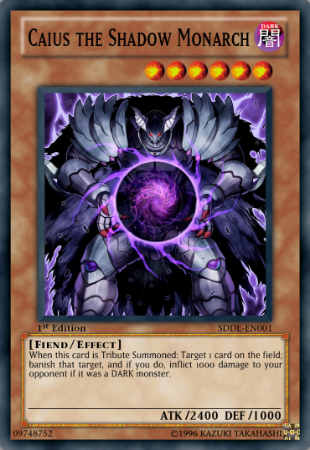 Caius the Shadow Monarch
DARK
闇
1st Edition
SDDE-EN001
[Fiend/Effect]
When this card is Tribute Summoned: Target 1 card on the field;
banish that target, and if you do, inflict 1000 damage to your
opponent if it was a DARK monster.
ATK/2400 DEF/1000
09748752
©1996 KAZUKI TAKAHASHI